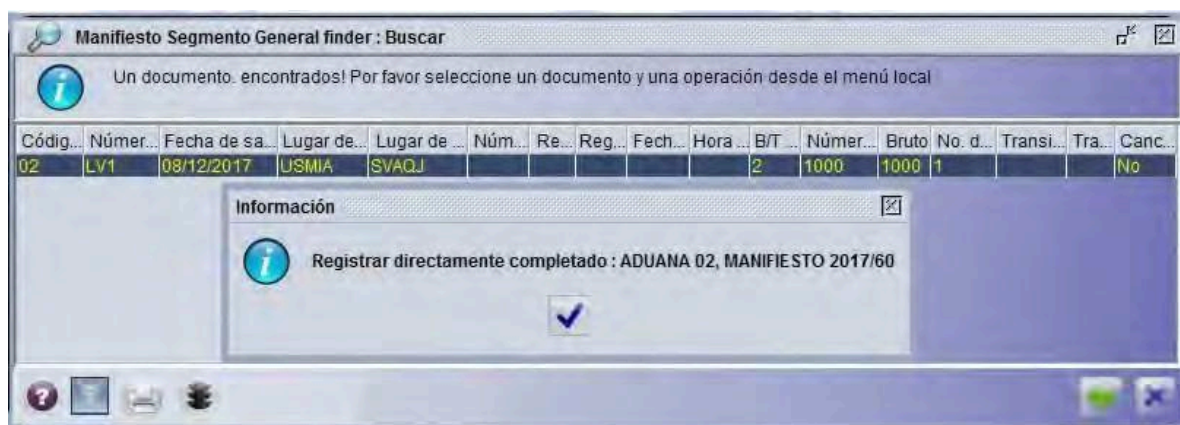 Manifiesto Segmento General finder : Buscar
Un documento. encontrados! Por favor seleccione un documento y una operación desde el menú local
Códig... Númer... Fecha de sa... Lugar de... Lugar de ... Núm... Re... Reg... Fech... Hora ... B/T ... Númer... Bruto No. d... Transi... Tra... Canc...
02 LV1 08/12/2017 USMIA SVAQJ 2 1000 1000 1 No
Información
Registrar directamente completado : ADUANA 02, MANIFIESTO 2017/60